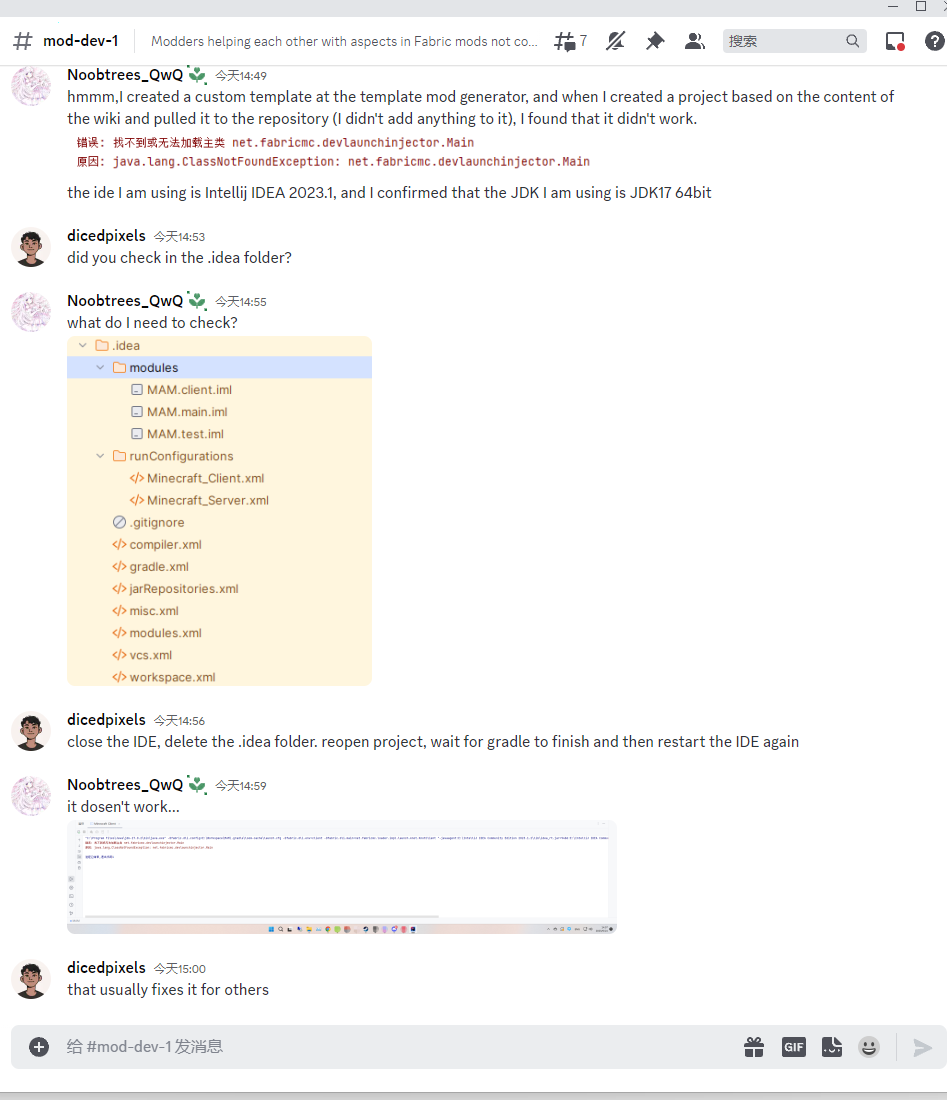 mod-dev-1 Modders helping each other with aspects in Fabric mods not co... 7 搜索
Noobtrees_QwQ 今天14:49
hmmm,I created a custom template at the template mod generator, and when I created a project based on the content of
the wiki and pulled it to the repository (I didn't add anything to it), I found that it didn't work.
错误: 找不到或无法加载主类 net.fabricmc.devlaunchinjector.Main
原因: java.lang.ClassNotFoundException: net.fabricmc.devlaunchinjector.Main
the ide I am using is Intellij IDEA 2023.1, and I confirmed that the JDK I am using is JDK17 64bit
dicedpixels 今天14:53
did you check in the .idea folder?
Noobtrees_QwQ 今天14:55
what do I need to check?
.idea
modules
MAM.client.iml
MAM.main.iml
MAM.test.iml
runConfigurations
Minecraft_Client.xml
Minecraft_Server.xml
.gitignore
compiler.xml
gradle.xml
jarRepositories.xml
misc.xml
modules.xml
vcs.xml
workspace.xml
dicedpixels 今天14:56
close the IDE, delete the .idea folder. reopen project, wait for gradle to finish and then restart the IDE again
Noobtrees_QwQ 今天14:59
it dosen't work...
dicedpixels 今天15:00
that usually fixes it for others
给 #mod-dev-1 发消息 GIF